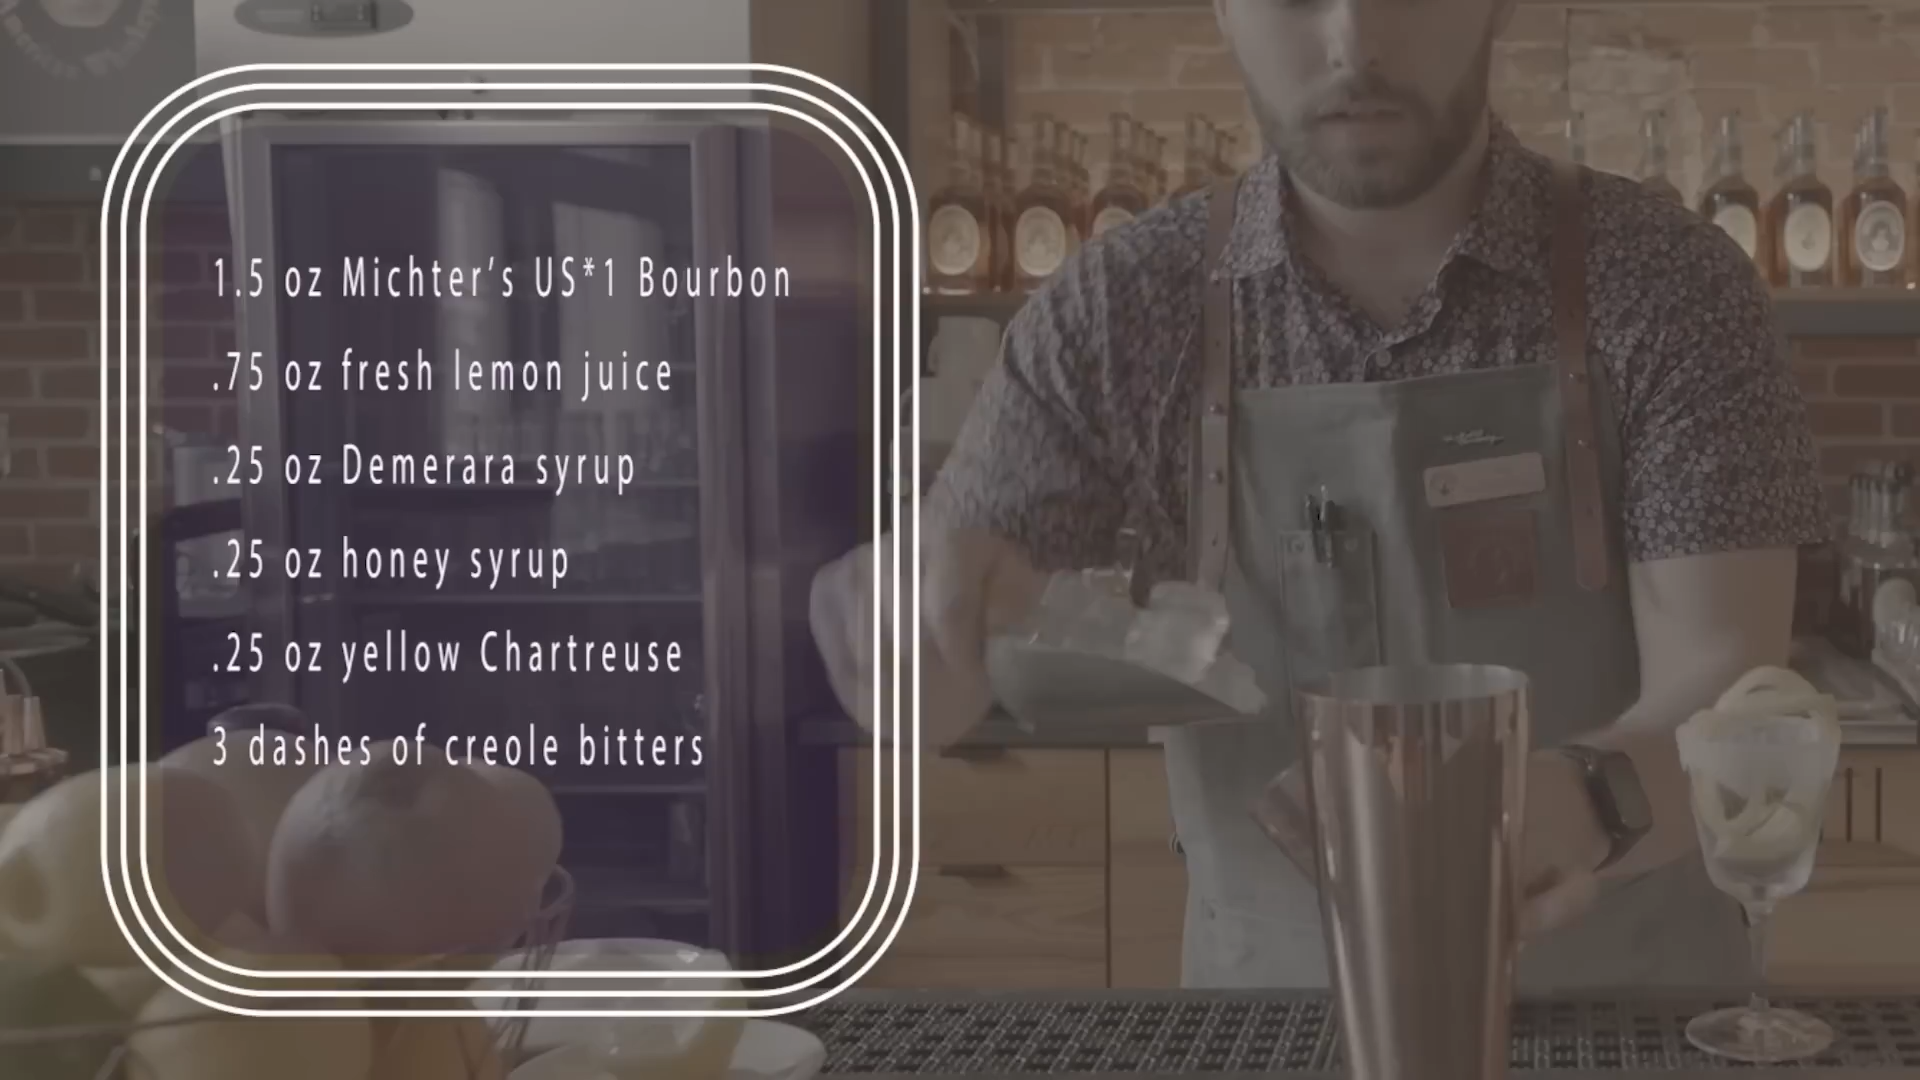 1.5 oz Michter’s US*1 Bourbon
.75 oz fresh lemon juice
.25 oz Demerara syrup
.25 oz honey syrup
.25 oz yellow Chartreuse
3 dashes of creole bitters